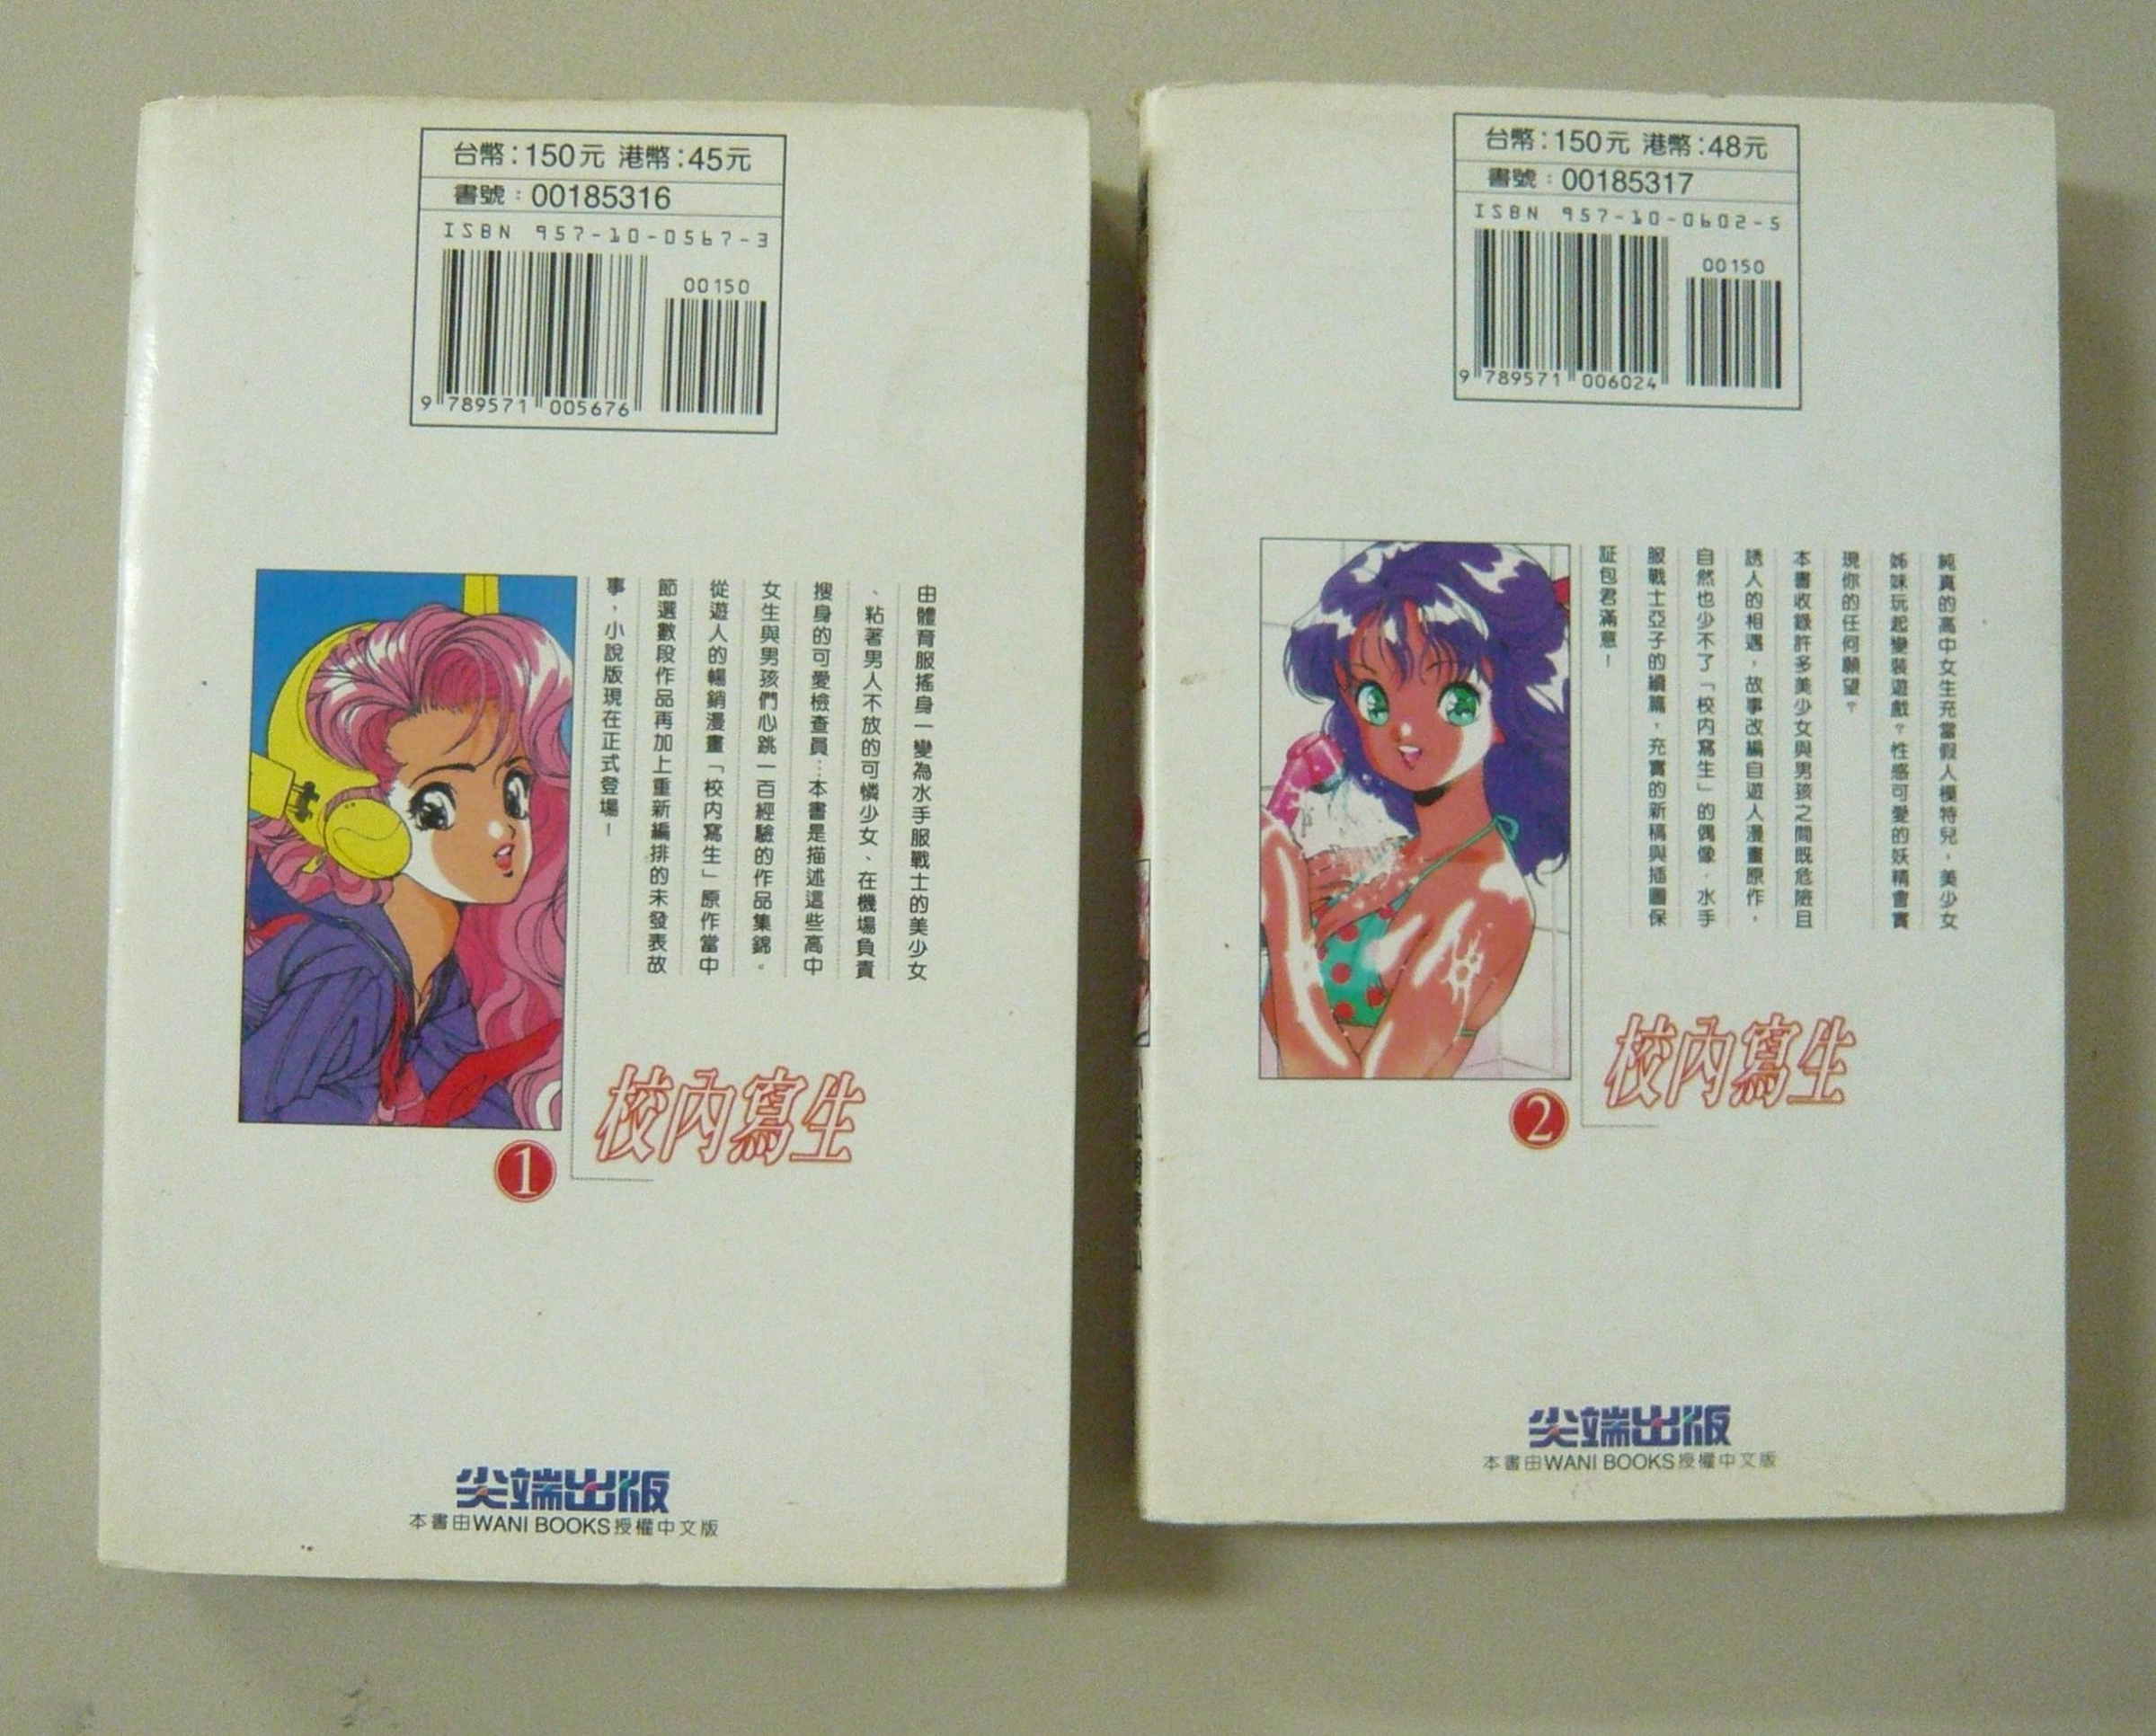 台幣：150元 港幣：45元
書號：00185316
ISBN 957-10-0567-3
00150
9 789571 005676
由體育服搖身一變為水手服戰士的美少女
、粘著男人不放的可憐少女、在機場負責
搜身的可愛檢查員…本書是描述這些高中
女生與男孩們心跳一百經驗的作品集錦。
從遊人的暢銷漫畫「校內寫生」原作當中
節選數段作品再加上重新編排的未發表故
事，小說版現在正式登場！
校內寫生
1
尖端出版
本書由WANI BOOKS授權中文版
台幣：150元 港幣：48元
書號：00185317
ISBN 957-10-0602-5
00150
9 789571 006024
純真的高中女生充當假人模特兒，美少女
姊妹玩起變裝遊戲？性感可愛的妖精會實
現你的任何願望？
本書收錄許多美少女與男孩之間既危險且
誘人的相遇，故事改編自遊人漫畫原作，
自然也少不了「校內寫生」的偶像．水手
服戰士亞子的續篇，充實的新稿與插圖保
証包君滿意！
校內寫生
2
尖端出版
本書由WANI BOOKS授權中文版